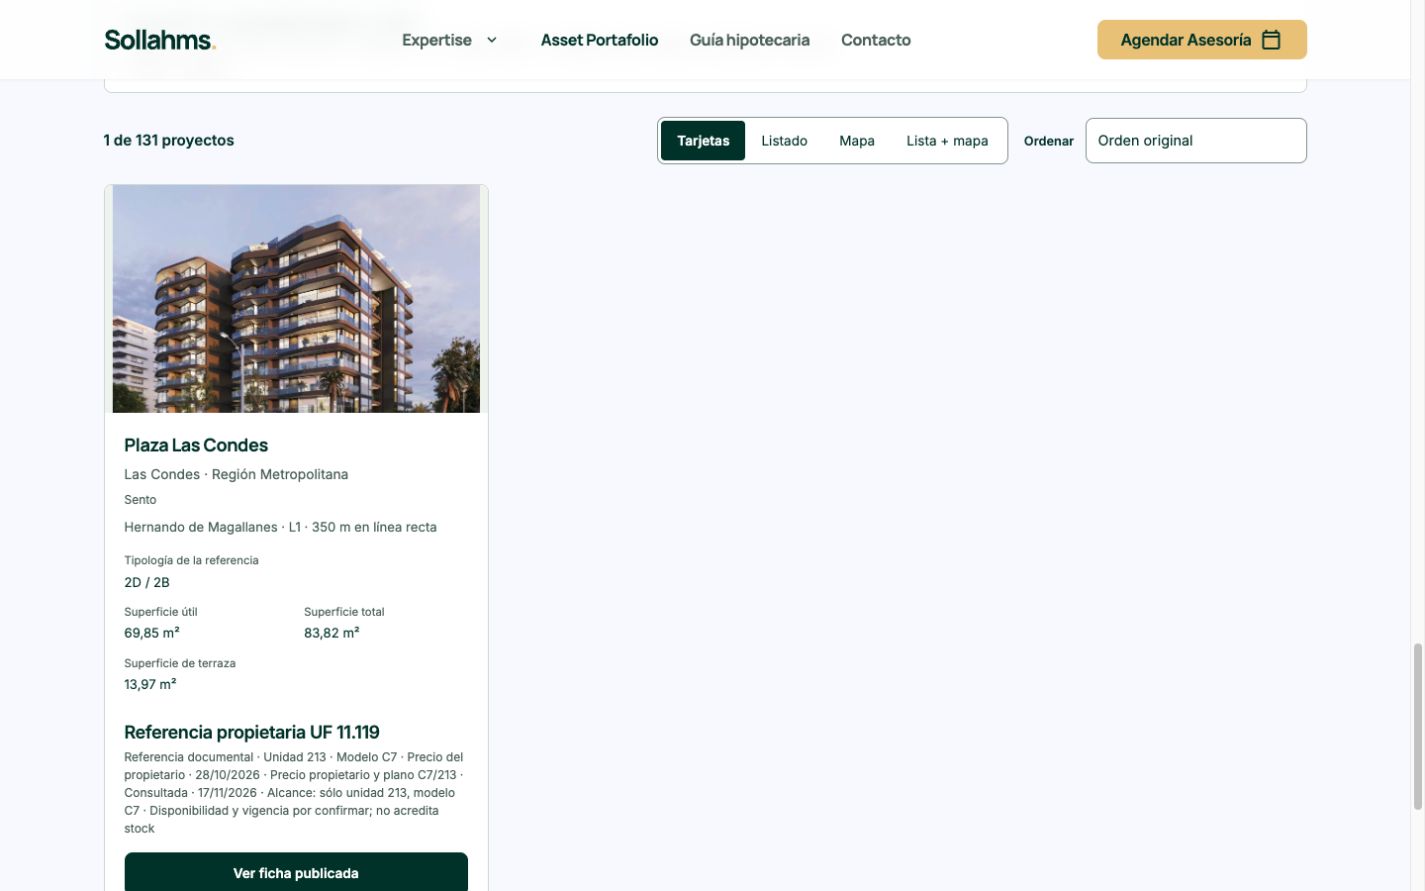 Sollahms.
Expertise
Asset Portafolio
Guía hipotecaria
Contacto
Agendar Asesoría
1 de 131 proyectos
Tarjetas
Listado
Mapa
Lista + mapa
Ordenar
Orden original
Plaza Las Condes
Las Condes · Región Metropolitana
Sento
Hernando de Magallanes · L1 · 350 m en línea recta
Tipología de la referencia
2D / 2B
Superficie útil
69,85 m²
Superficie total
83,82 m²
Superficie de terraza
13,97 m²
Referencia propietaria UF 11.119
Referencia documental · Unidad 213 · Modelo C7 · Precio del
propietario · 28/10/2026 · Precio propietario y plano C7/213 ·
Consultada · 17/11/2026 · Alcance: sólo unidad 213, modelo
C7 · Disponibilidad y vigencia por confirmar; no acredita
stock
Ver ficha publicada